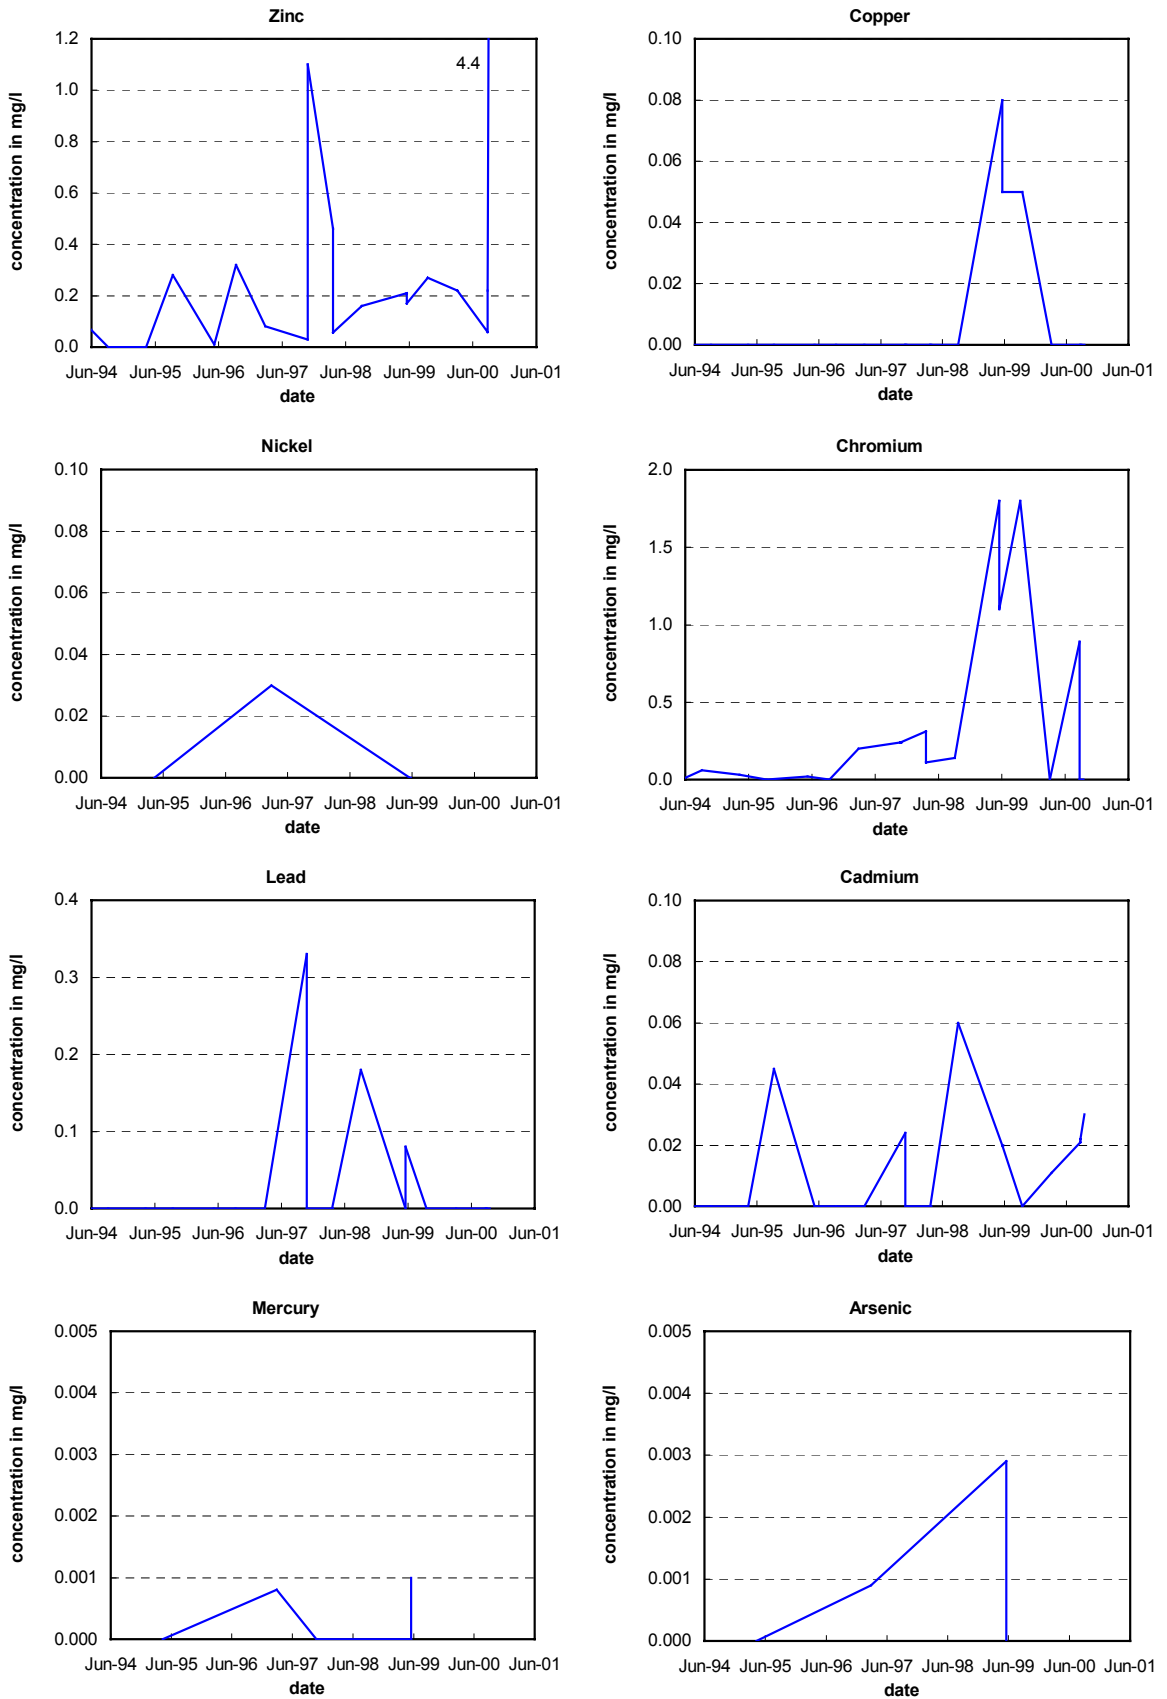 Zinc
concentration in mg/l
1.2
1.0
0.8
0.6
0.4
0.2
0.0
4.4
Jun-94 Jun-95 Jun-96 Jun-97 Jun-98 Jun-99 Jun-00 Jun-01
date
Copper
concentration in mg/l
0.10
0.08
0.06
0.04
0.02
0.00
Jun-94 Jun-95 Jun-96 Jun-97 Jun-98 Jun-99 Jun-00 Jun-01
date
Nickel
concentration in mg/l
0.10
0.08
0.06
0.04
0.02
0.00
Jun-94 Jun-95 Jun-96 Jun-97 Jun-98 Jun-99 Jun-00 Jun-01
date
Chromium
concentration in mg/l
2.0
1.5
1.0
0.5
0.0
Jun-94 Jun-95 Jun-96 Jun-97 Jun-98 Jun-99 Jun-00 Jun-01
date
Lead
concentration in mg/l
0.4
0.3
0.2
0.1
0.0
Jun-94 Jun-95 Jun-96 Jun-97 Jun-98 Jun-99 Jun-00 Jun-01
date
Cadmium
concentration in mg/l
0.10
0.08
0.06
0.04
0.02
0.00
Jun-94 Jun-95 Jun-96 Jun-97 Jun-98 Jun-99 Jun-00 Jun-01
date
Mercury
concentration in mg/l
0.005
0.004
0.003
0.002
0.001
0.000
Jun-94 Jun-95 Jun-96 Jun-97 Jun-98 Jun-99 Jun-00 Jun-01
date
Arsenic
concentration in mg/l
0.005
0.004
0.003
0.002
0.001
0.000
Jun-94 Jun-95 Jun-96 Jun-97 Jun-98 Jun-99 Jun-00 Jun-01
date